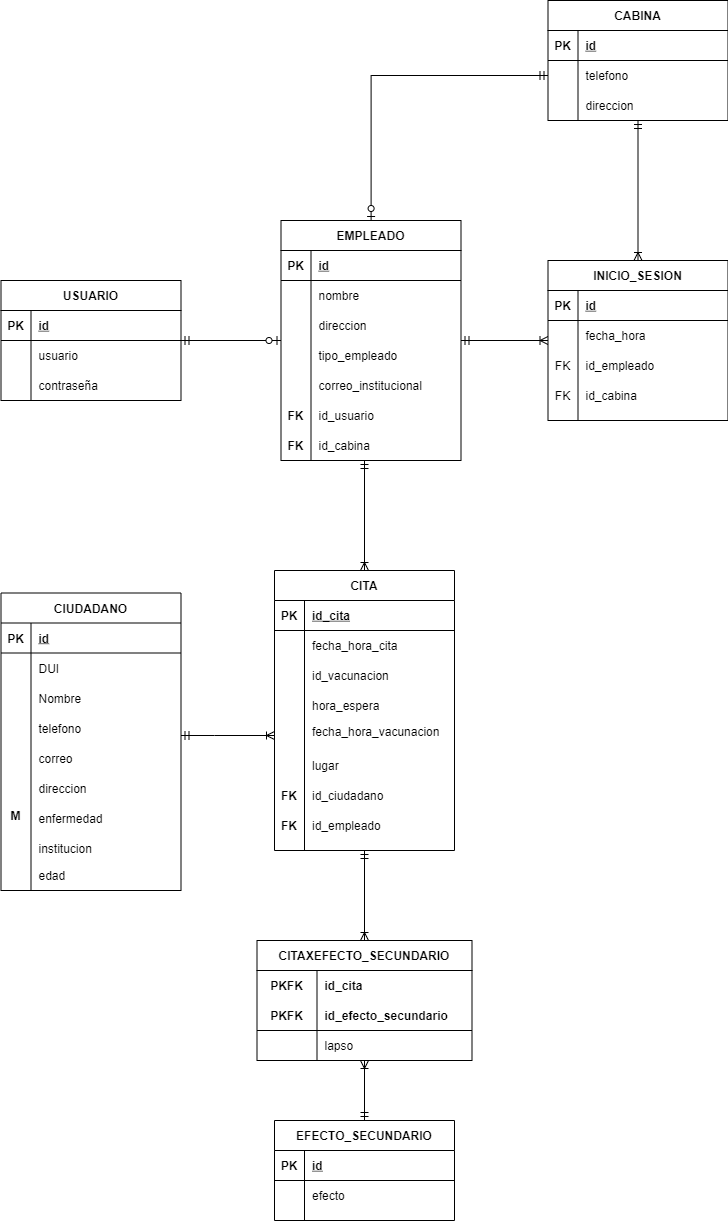 CABINA
PK id
telefono
direccion
EMPLEADO
PK id
nombre
direccion
tipo_empleado
correo_institucional
FK id_usuario
FK id_cabina
USUARIO
PK id
usuario
contraseña
INICIO_SESION
PK id
fecha_hora
FK id_empleado
FK id_cabina
CIUDADANO
PK id
DUI
Nombre
telefono
correo
direccion
M enfermedad
institucion
edad
CITA
PK id_cita
fecha_hora_cita
id_vacunacion
hora_espera
fecha_hora_vacunacion
lugar
FK id_ciudadano
FK id_empleado
CITAXEFECTO_SECUNDARIO
PKFK id_cita
PKFK id_efecto_secundario
lapso
EFECTO_SECUNDARIO
PK id
efecto